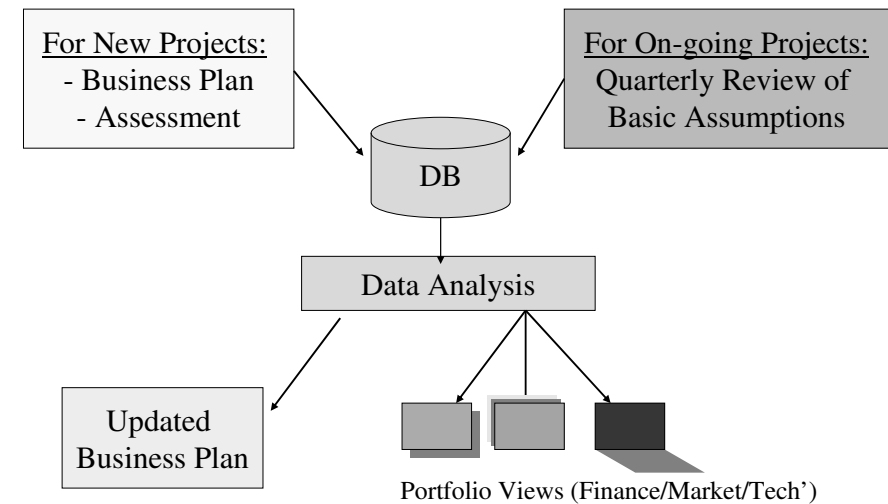 For New Projects:
- Business Plan
- Assessment
For On-going Projects:
Quarterly Review of
Basic Assumptions
DB
Data Analysis
Updated
Business Plan
Portfolio Views (Finance/Market/Tech’)